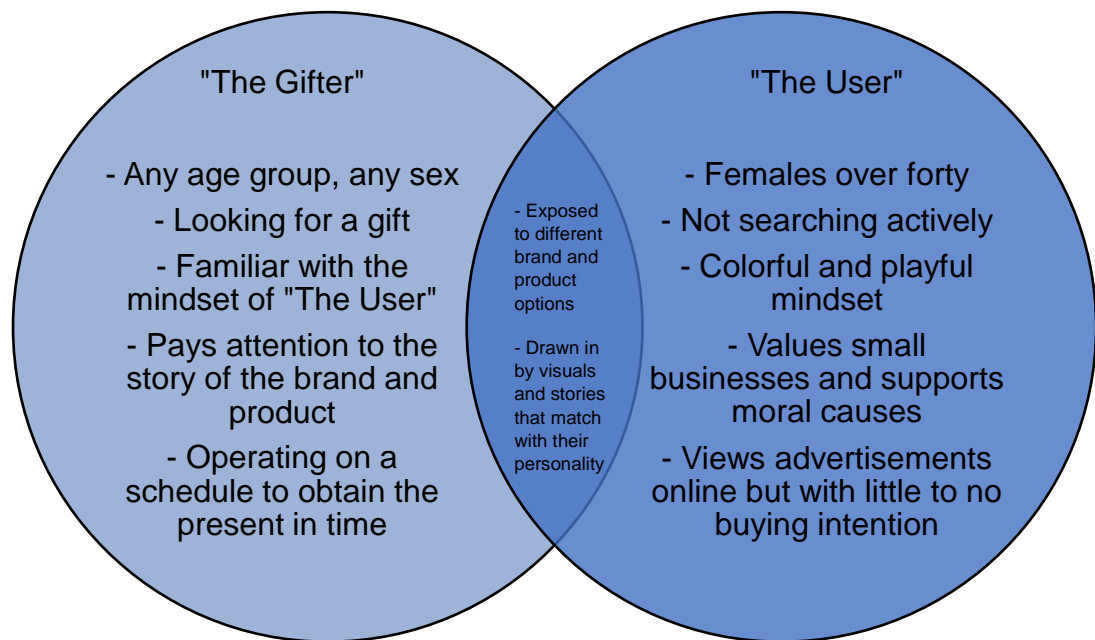 "The Gifter"
- Any age group, any sex
- Looking for a gift
- Familiar with the
mindset of "The User"
- Pays attention to the
story of the brand and
product
- Operating on a
schedule to obtain the
present in time
- Exposed
to different
brand and
product
options
- Drawn in
by visuals
and stories
that match
with their
personality
"The User"
- Females over forty
- Not searching actively
- Colorful and playful
mindset
- Values small
businesses and supports
moral causes
- Views advertisements
online but with little to no
buying intention